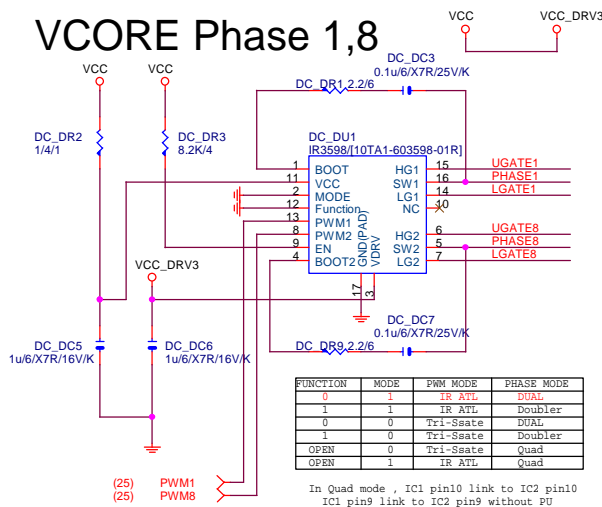 VCORE Phase 1,8
VCC
VCC_DRV3
VCC
VCC
DC_DC3
0.1u/6/X7R/25V/K
DC_DR1 2.2/6
DC_DR2
1/4/1
DC_DR3
8.2K/4
DC_DU1
IR3598/[10TA1-603598-01R]
1 BOOT HG1 15 UGATE1
11 VCC SW1 16 PHASE1
2 MODE LG1 14 LGATE1
12 Function NC 10
13 PWM1
8 PWM2 HG2 6 UGATE8
9 EN SW2 5 PHASE8
4 BOOT2 LG2 7 LGATE8
GND(PAD)
VDRV
17
3
VCC_DRV3
DC_DC5
1u/6/X7R/16V/K
DC_DC6
1u/6/X7R/16V/K
DC_DC7
0.1u/6/X7R/25V/K
DC_DR9 2.2/6
FUNCTION MODE PWM MODE PHASE MODE
0 1 IR ATL DUAL
1 1 IR ATL Doubler
0 0 Tri-Ssate DUAL
1 0 Tri-Ssate Doubler
OPEN 0 Tri-Ssate Quad
OPEN 1 IR ATL Quad
(25) PWM1
(25) PWM8
In Quad mode , IC1 pin10 link to IC2 pin10
IC1 pin9 link to IC2 pin9 without PU